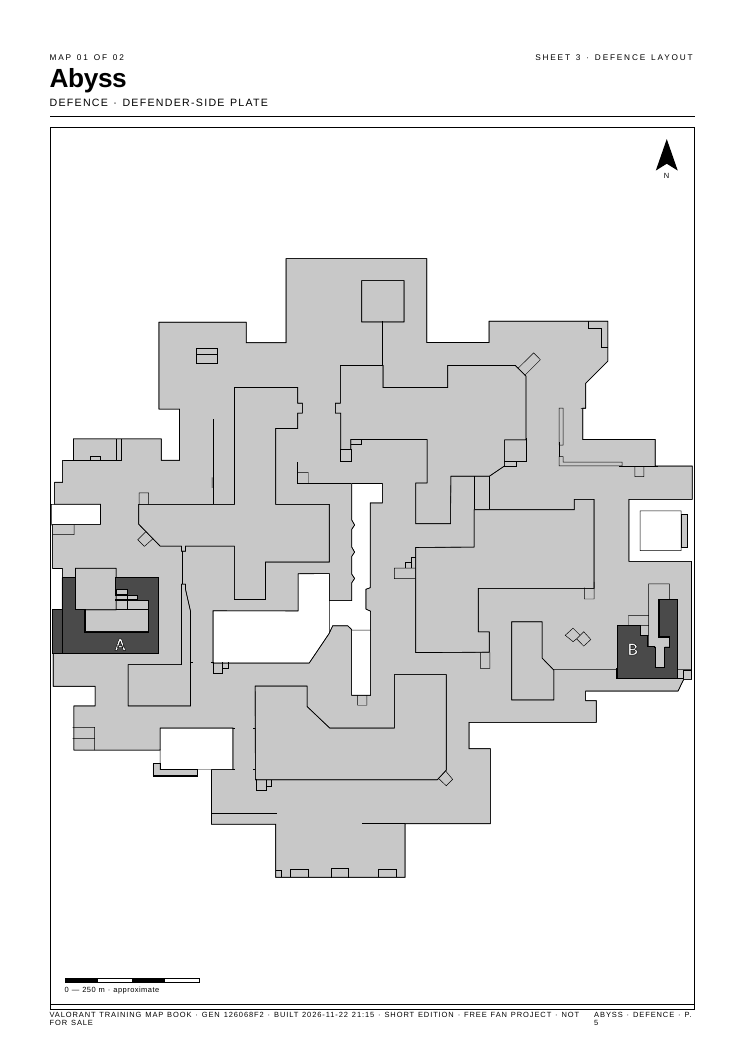 MAP 01 OF 02
SHEET 3 · DEFENCE LAYOUT
Abyss
DEFENCE · DEFENDER-SIDE PLATE
N
A
B
0 — 250 m · approximate
VALORANT TRAINING MAP BOOK · GEN 126068F2 · BUILT 2026-11-22 21:15 · SHORT EDITION · FREE FAN PROJECT · NOT
FOR SALE
ABYSS · DEFENCE · P.
5